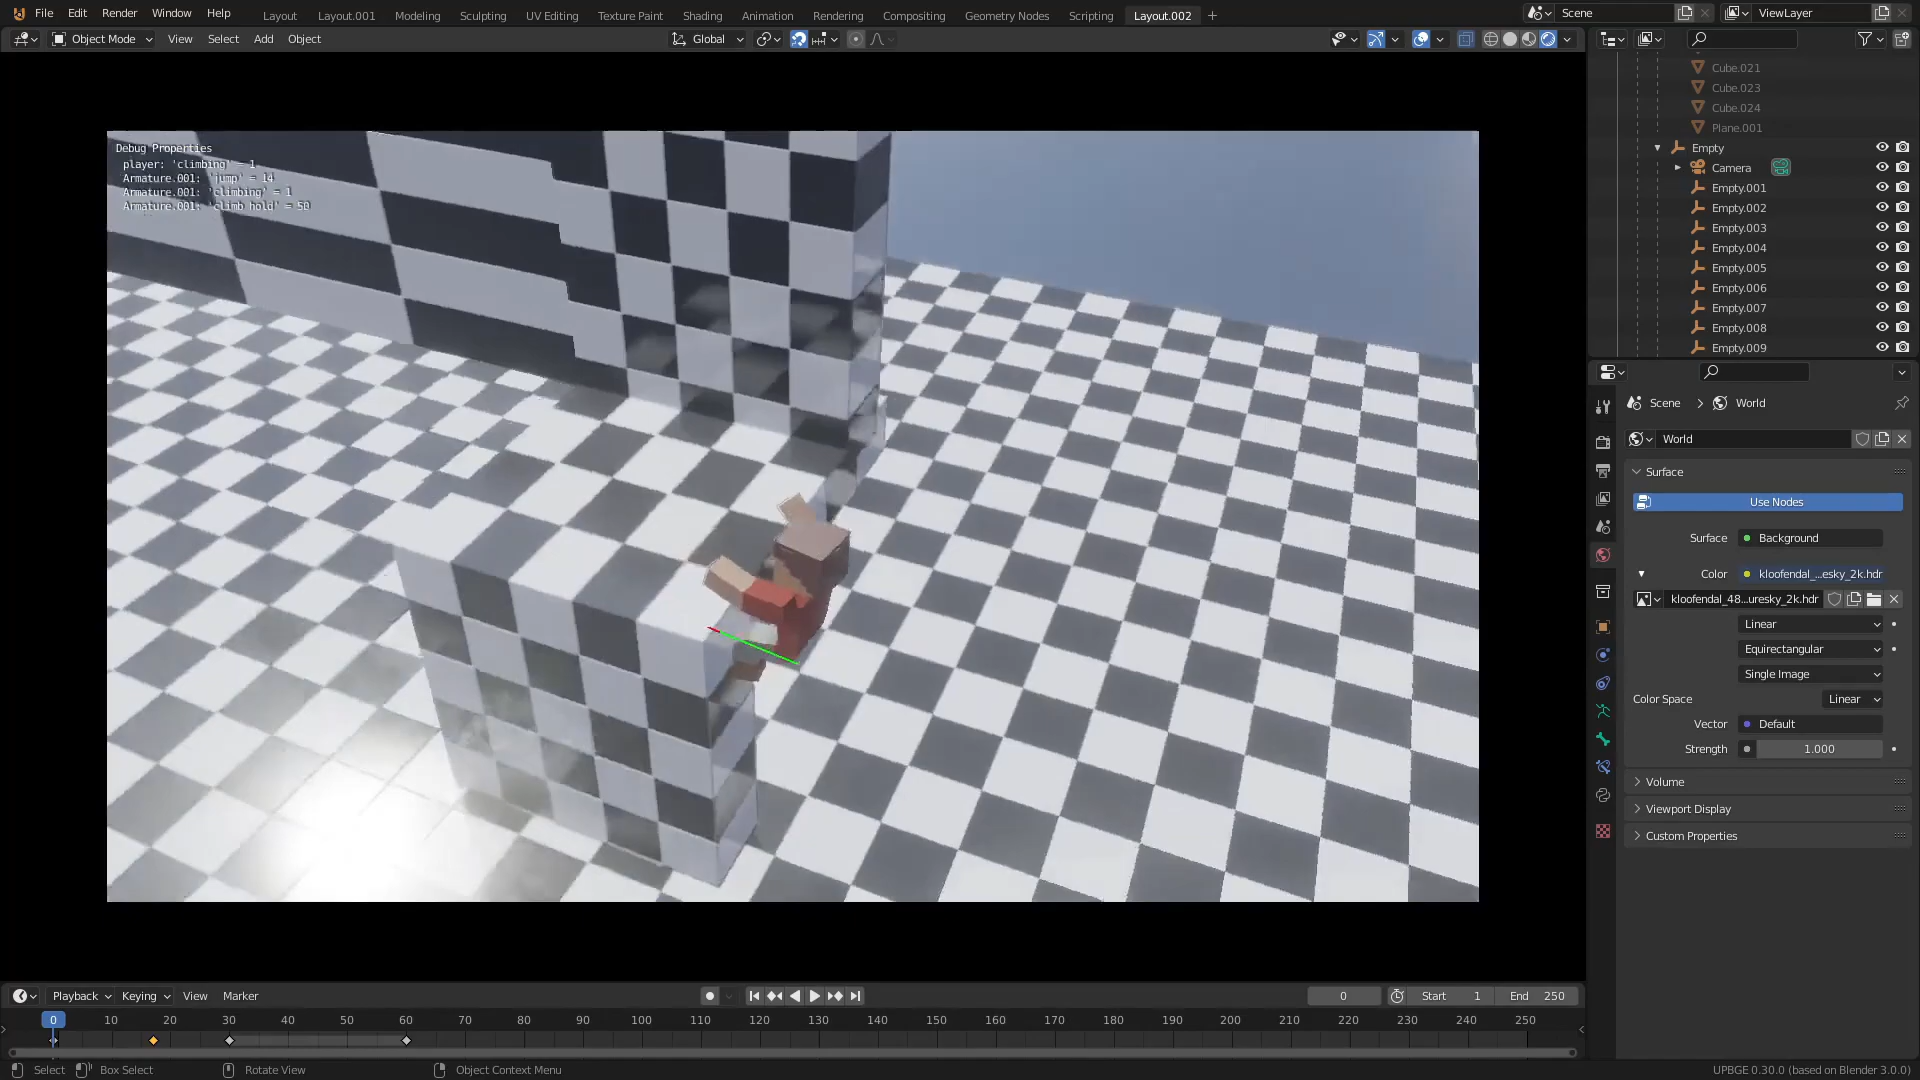 File Edit Render Window Help Layout Layout.001 Modeling Sculpting UV Editing Texture Paint Shading Animation Rendering Compositing Geometry Nodes Scripting Layout.002 Scene ViewLayer
Object Mode View Select Add Object Global
Cube.021
Cube.023
Cube.024
Plane.001
Empty
Camera
Empty.001
Empty.002
Empty.003
Empty.004
Empty.005
Empty.006
Empty.007
Empty.008
Empty.009
Debug Properties
player: 'climbing' = 1
Armature.001: 'jump' = 14
Armature.001: 'climbing' = 1
Armature.001: 'climb hold' = 50
Scene > World
World
Surface
Use Nodes
Surface Background
Color kloofendal_...esky_2k.hdr
kloofendal_48...uresky_2k.hdr
Linear
Equirectangular
Single Image
Color Space Linear
Vector Default
Strength 1.000
Volume
Viewport Display
Custom Properties
Playback Keying View Marker 0 Start 1 End 250
0 10 20 30 40 50 60 70 80 90 100 110 120 130 140 150 160 170 180 190 200 210 220 230 240 250
Select Box Select Rotate View Object Context Menu UPBGE 0.30.0 (based on Blender 3.0.0)